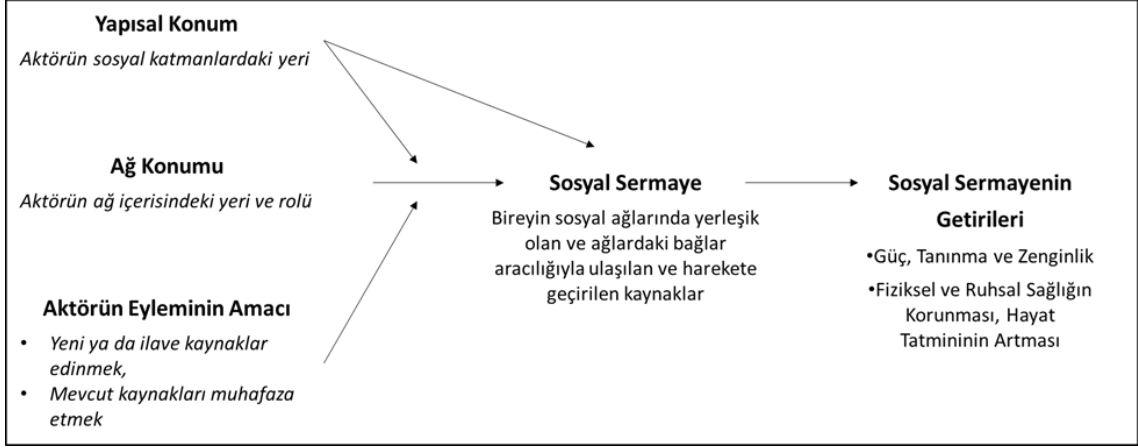 Yapısal Konum
Aktörün sosyal katmanlardaki yeri
Ağ Konumu
Aktörün ağ içerisindeki yeri ve rolü
Aktörün Eyleminin Amacı
• Yeni ya da ilave kaynaklar
edinmek,
• Mevcut kaynakları muhafaza
etmek
Sosyal Sermaye
Bireyin sosyal ağlarında yerleşik
olan ve ağlardaki bağlar
aracılığıyla ulaşılan ve harekete
geçirilen kaynaklar
Sosyal Sermayenin
Getirileri
•Güç, Tanınma ve Zenginlik
•Fiziksel ve Ruhsal Sağlığın
Korunması, Hayat
Tatmininin Artması